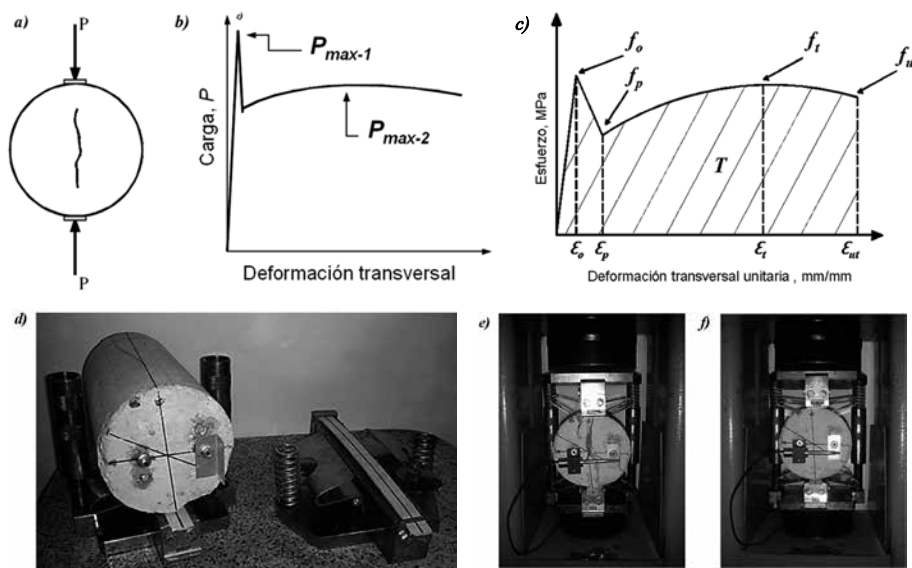 a)
P
P
b)
Carga, P
P max-1
P max-2
Deformación transversal
c)
Esfuerzo, MPa
f o
f p
f t
f u
T
ε o
ε p
ε t
ε ut
Deformación transversal unitaria , mm/mm
d)
e)
f)